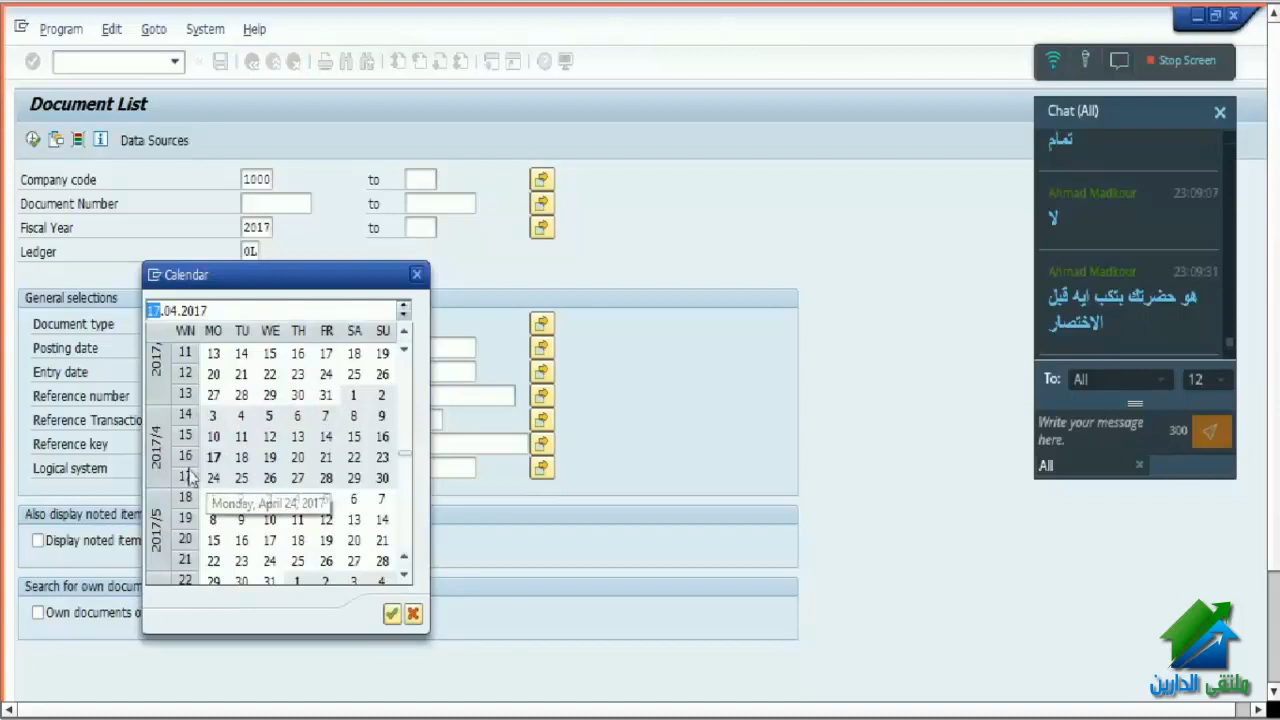 Program Edit Goto System Help
Stop Screen
Document List
Data Sources
Company code 1000 to
Document Number to
Fiscal Year 2017 to
Ledger 0L
General selections
Document type
Posting date
Entry date
Reference number
Reference Transactio
Reference key
Logical system
Also display noted item
Display noted item
Search for own docum
Own documents o
Calendar
17.04.2017
WN MO TU WE TH FR SA SU
2017/
11 13 14 15 16 17 18 19
12 20 21 22 23 24 25 26
13 27 28 29 30 31 1 2
2017/4
14 3 4 5 6 7 8 9
15 10 11 12 13 14 15 16
16 17 18 19 20 21 22 23
24 25 26 27 28 29 30
2017/5
18 6 7
Monday, April 24, 2017
19 8 9 10 11 12 13 14
20 15 16 17 18 19 20 21
21 22 23 24 25 26 27 28
22 29 30 31 1 2 3 4
Chat (All)
تمام
Ahmad Madkour 23:09:07
لا
Ahmad Madkour 23:09:31
هو حضرتك بتكب ايه قبل
الاختصار
To: All 12
Write your message
here.
300
All
ملتقى الدارين